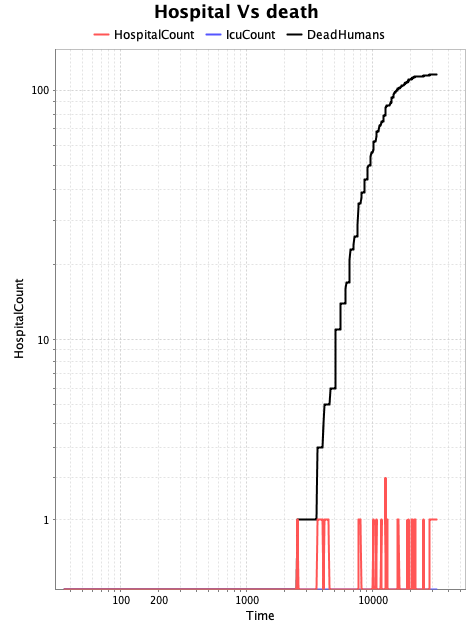 Hospital Vs death
HospitalCount IcuCount DeadHumans
HospitalCount
100
10
1
100 200 1000 10000
Time